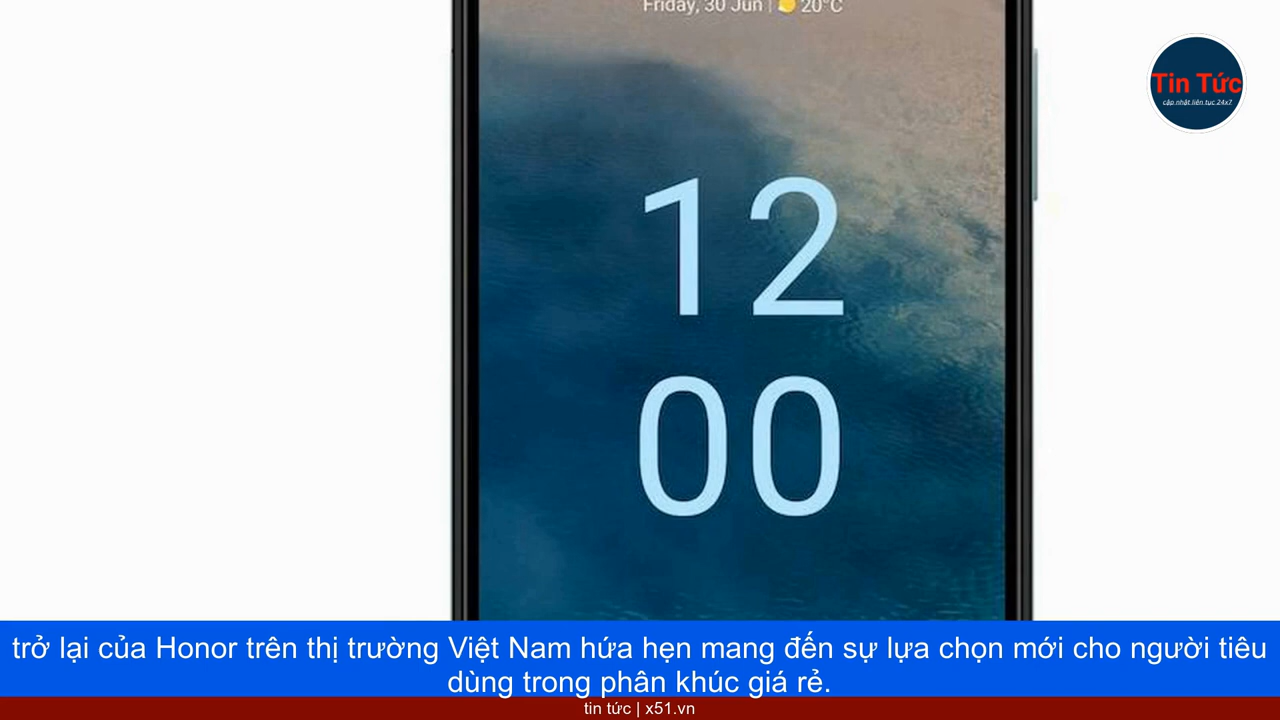 Friday, 30 Jun | 20°C
Tin Tức
cập nhật liên tục 24x7
12
00
trở lại của Honor trên thị trường Việt Nam hứa hẹn mang đến sự lựa chọn mới cho người tiêu
dùng trong phân khúc giá rẻ.
tin tức | x51.vn